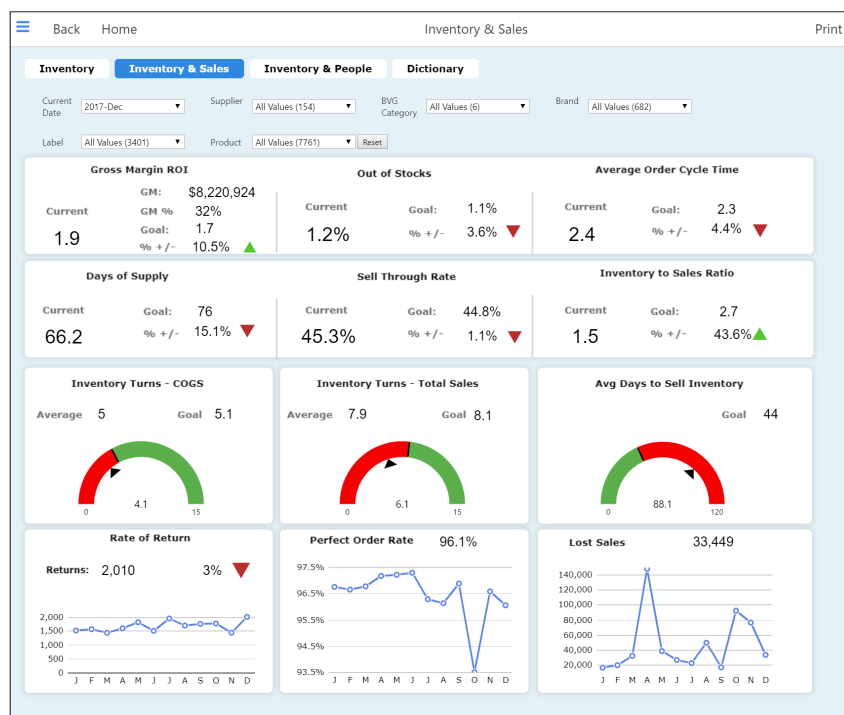 Back Home Inventory & Sales Print
Inventory Inventory & Sales Inventory & People Dictionary
Current Date 2017-Dec Supplier All Values (154) BVG Category All Values (6) Brand All Values (682)
Label All Values (3401) Product All Values (7761) Reset
Gross Margin ROI
GM: $8,220,924
Current GM % 32%
Goal: 1.7
1.9 % +/- 10.5%
Out of Stocks
Current Goal: 1.1%
1.2% % +/- 3.6%
Average Order Cycle Time
Current Goal: 2.3
2.4 % +/- 4.4%
Days of Supply
Current Goal: 76
66.2 % +/- 15.1%
Sell Through Rate
Current Goal: 44.8%
45.3% % +/- 1.1%
Inventory to Sales Ratio
Current Goal: 2.7
1.5 % +/- 43.6%
Inventory Turns - COGS
Average 5 Goal 5.1
4.1
0 15
Inventory Turns - Total Sales
Average 7.9 Goal 8.1
6.1
0 15
Avg Days to Sell Inventory
Goal 44
88.1
0 120
Rate of Return
Returns: 2,010 3%
2,000
1,500
1,000
500
0
J F M A M J J A S O N D
Perfect Order Rate 96.1%
97.5%
96.5%
95.5%
94.5%
93.5%
J F M A M J J A S O N D
Lost Sales 33,449
140,000
120,000
100,000
80,000
60,000
40,000
20,000
J F M A M J J A S O N D